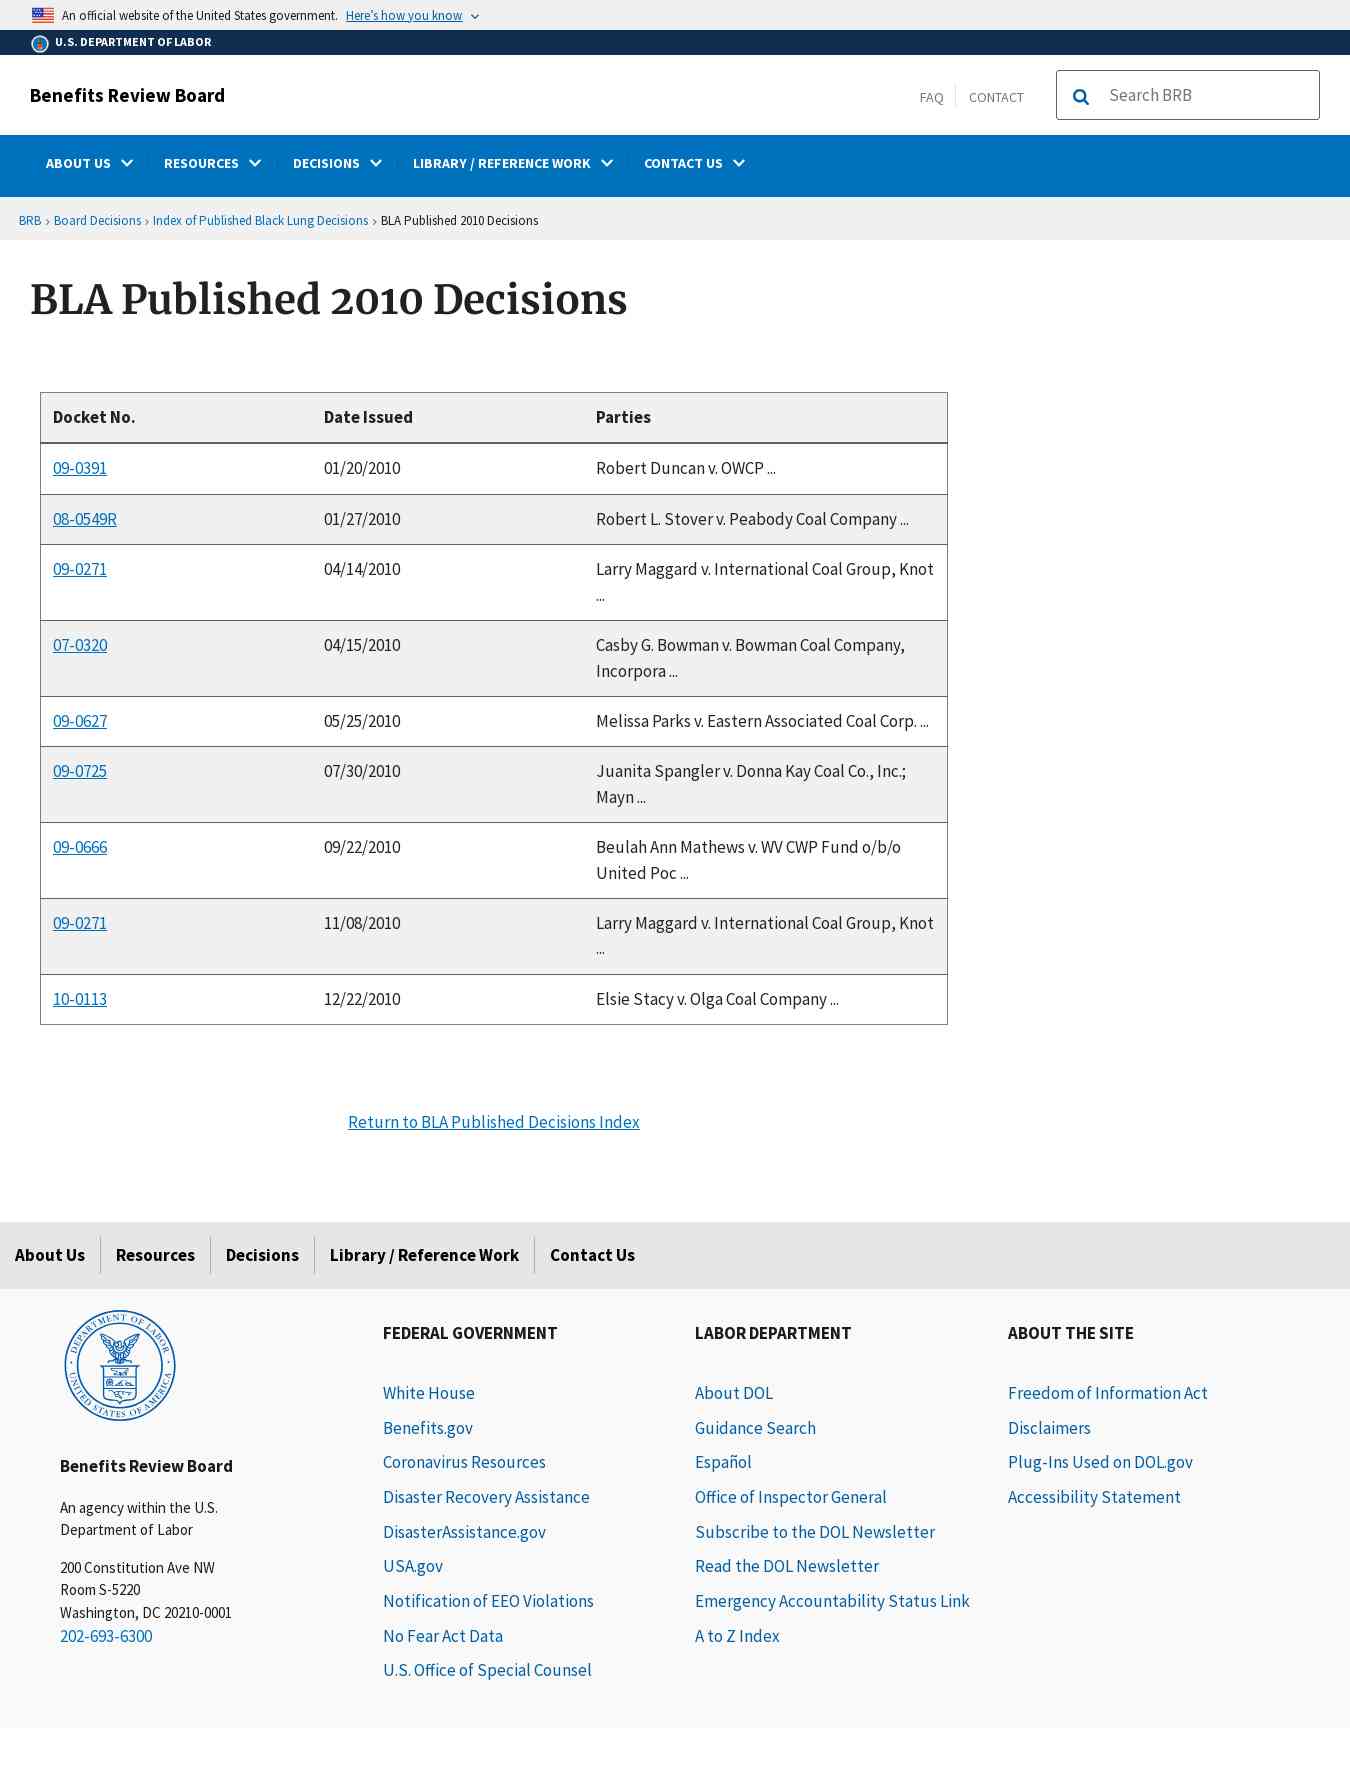 An official website of the United States government. Here's how you know
U.S. DEPARTMENT OF LABOR
Benefits Review Board
FAQ CONTACT Search BRB
ABOUT US RESOURCES DECISIONS LIBRARY / REFERENCE WORK CONTACT US
BRB › Board Decisions › Index of Published Black Lung Decisions › BLA Published 2010 Decisions
BLA Published 2010 Decisions
Docket No. Date Issued Parties
09-0391 01/20/2010 Robert Duncan v. OWCP ...
08-0549R 01/27/2010 Robert L. Stover v. Peabody Coal Company ...
09-0271 04/14/2010 Larry Maggard v. International Coal Group, Knot
...
07-0320 04/15/2010 Casby G. Bowman v. Bowman Coal Company,
Incorpora ...
09-0627 05/25/2010 Melissa Parks v. Eastern Associated Coal Corp. ...
09-0725 07/30/2010 Juanita Spangler v. Donna Kay Coal Co., Inc.;
Mayn ...
09-0666 09/22/2010 Beulah Ann Mathews v. WV CWP Fund o/b/o
United Poc ...
09-0271 11/08/2010 Larry Maggard v. International Coal Group, Knot
...
10-0113 12/22/2010 Elsie Stacy v. Olga Coal Company ...
Return to BLA Published Decisions Index
About Us Resources Decisions Library / Reference Work Contact Us
DEPARTMENT OF LABOR
UNITED STATES OF AMERICA
Benefits Review Board
An agency within the U.S.
Department of Labor
200 Constitution Ave NW
Room S-5220
Washington, DC 20210-0001
202-693-6300
FEDERAL GOVERNMENT
White House
Benefits.gov
Coronavirus Resources
Disaster Recovery Assistance
DisasterAssistance.gov
USA.gov
Notification of EEO Violations
No Fear Act Data
U.S. Office of Special Counsel
LABOR DEPARTMENT
About DOL
Guidance Search
Español
Office of Inspector General
Subscribe to the DOL Newsletter
Read the DOL Newsletter
Emergency Accountability Status Link
A to Z Index
ABOUT THE SITE
Freedom of Information Act
Disclaimers
Plug-Ins Used on DOL.gov
Accessibility Statement